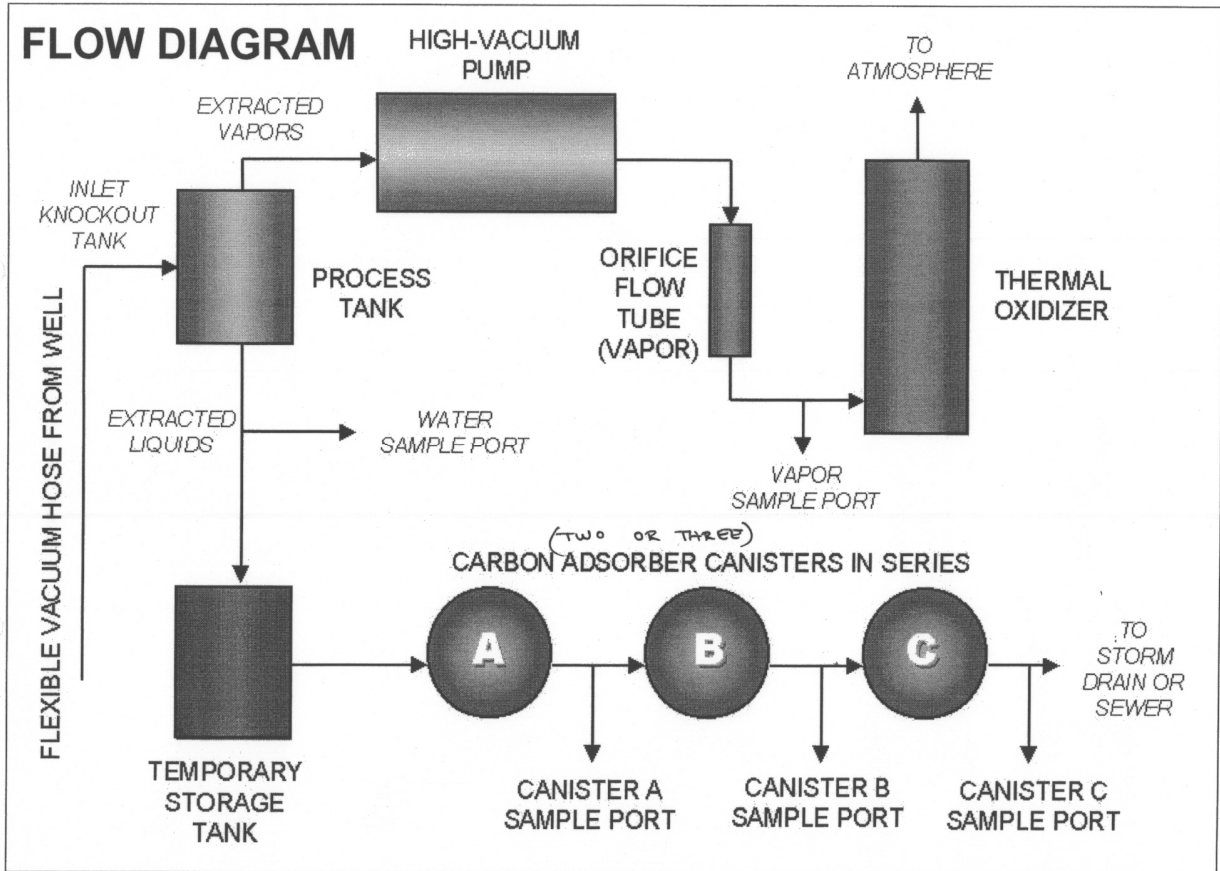 FLOW DIAGRAM
HIGH-VACUUM
PUMP
TO
ATMOSPHERE
EXTRACTED
VAPORS
INLET
KNOCKOUT
TANK
PROCESS
TANK
ORIFICE
FLOW
TUBE
(VAPOR)
THERMAL
OXIDIZER
FLEXIBLE VACUUM HOSE FROM WELL
EXTRACTED
LIQUIDS
WATER
SAMPLE PORT
VAPOR
SAMPLE PORT
(TWO OR THREE)
CARBON ADSORBER CANISTERS IN SERIES
A
B
C
TO
STORM
DRAIN OR
SEWER
TEMPORARY
STORAGE
TANK
CANISTER A
SAMPLE PORT
CANISTER B
SAMPLE PORT
CANISTER C
SAMPLE PORT